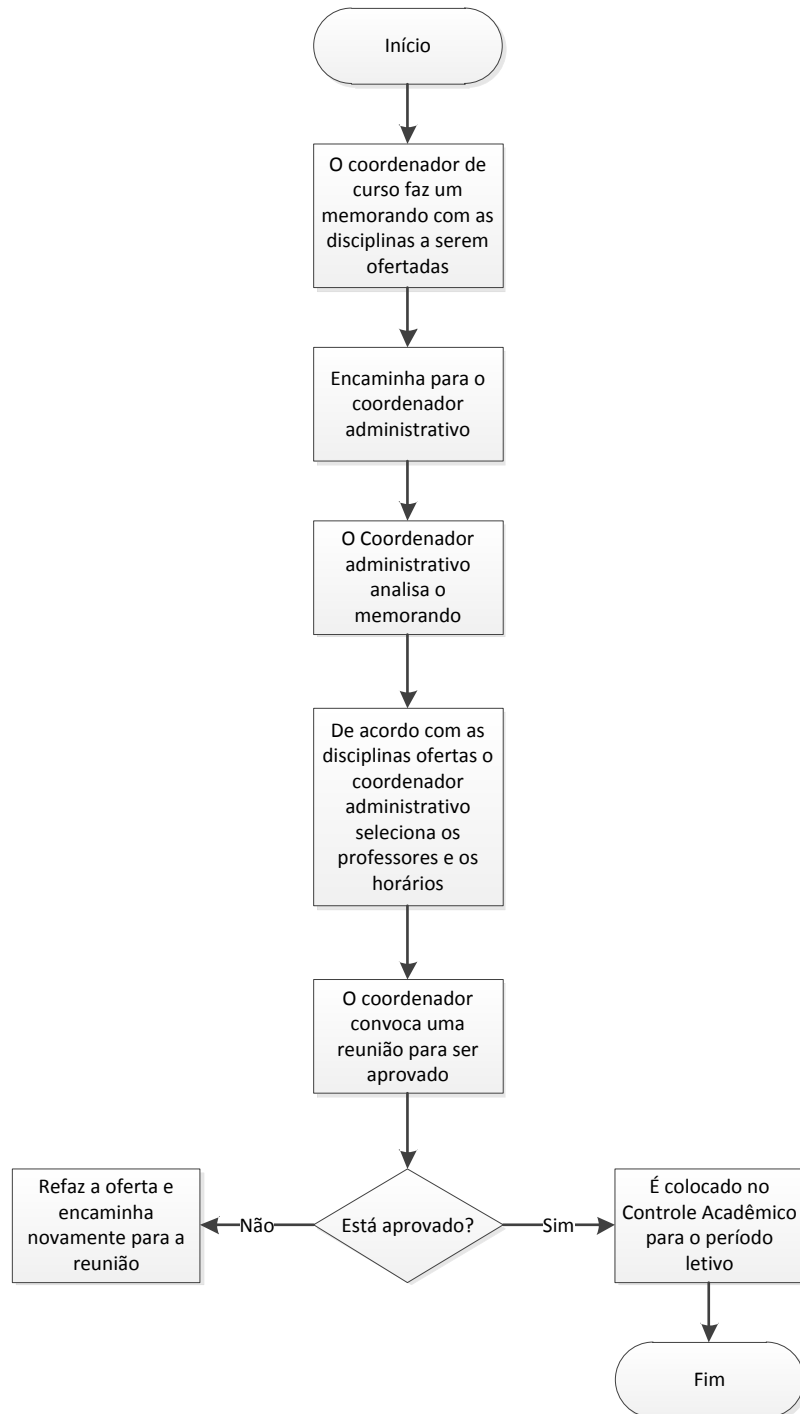 Início
O coordenador de
curso faz um
memorando com as
disciplinas a serem
ofertadas
Encaminha para o
coordenador
administrativo
O Coordenador
administrativo
analisa o
memorando
De acordo com as
disciplinas ofertas o
coordenador
administrativo
seleciona os
professores e os
horários
O coordenador
convoca uma
reunião para ser
aprovado
Refaz a oferta e
encaminha
novamente para a
reunião
Não
Está aprovado?
Sim
É colocado no
Controle Acadêmico
para o período
letivo
Fim